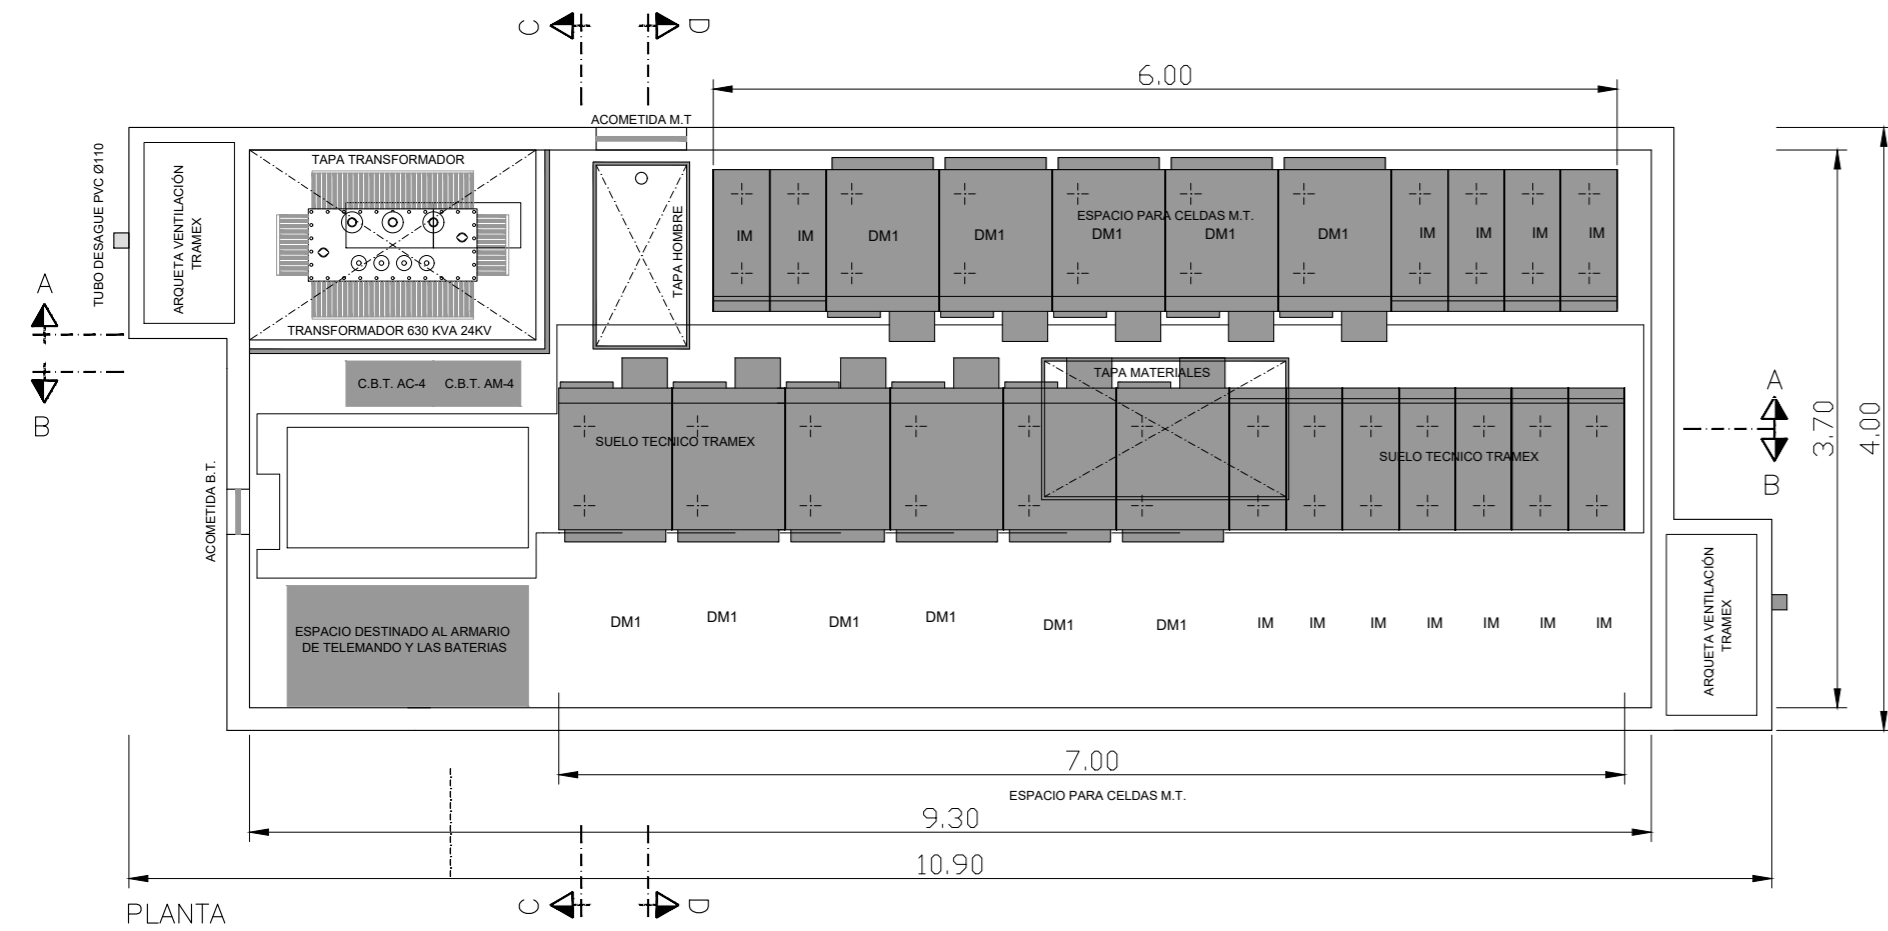 C
D
6.00
ACOMETIDA M.T
TUBO DESAGUE PVC Ø110
ARQUETA VENTILACIÓN
TRAMEX
TAPA TRANSFORMADOR
TAPA HOMBRE
ESPACIO PARA CELDAS M.T.
IM
IM
DM1
DM1
DM1
DM1
DM1
IM
IM
IM
IM
TRANSFORMADOR 630 KVA 24KV
A
B
C.B.T. AC-4
C.B.T. AM-4
TAPA MATERIALES
A
B
3.70
4.00
SUELO TECNICO TRAMEX
SUELO TECNICO TRAMEX
ACOMETIDA B.T.
ESPACIO DESTINADO AL ARMARIO
DE TELEMANDO Y LAS BATERIAS
DM1
DM1
DM1
DM1
DM1
DM1
IM
IM
IM
IM
IM
IM
IM
ARQUETA VENTILACIÓN
TRAMEX
7.00
ESPACIO PARA CELDAS M.T.
9.30
10.90
C
D
PLANTA